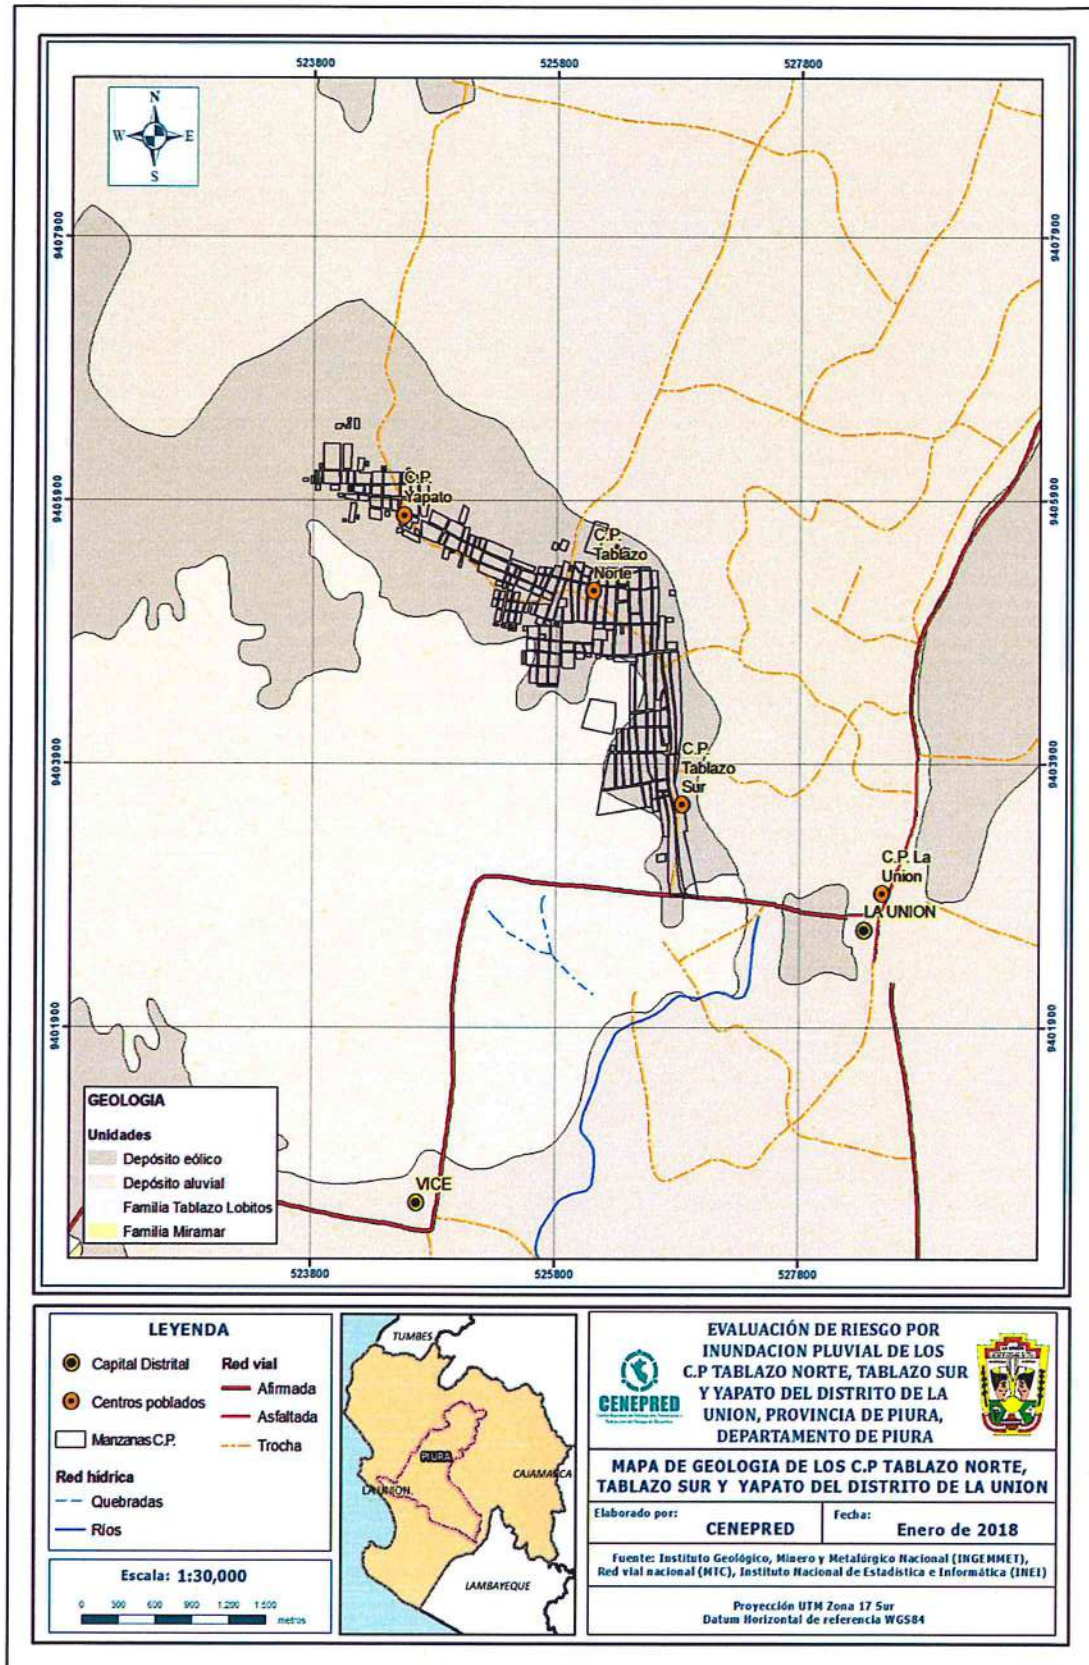 523800
525800
527800
N
W E
S
9407900
9407900
C.P.
Yapato
9405900
9405900
C.P.
Tablazo
Norte
C.P.
Tablazo
Sur
9403900
9403900
C.P. La
Union
LA UNION
9401900
9401900
VICE
GEOLOGIA
Unidades
Depósito eólico
Depósito aluvial
Familia Tablazo Lobitos
Familia Miramar
523800
525800
527800
LEYENDA
Capital Distrital
Centros poblados
Manzanas C.P.
Red hídrica
Quebradas
Ríos
Red vial
Afirmada
Asfaltada
Trocha
Escala: 1:30,000
0 300 600 900 1.200 1.500
metros
TUMBES
PIURA
LA UNION
CAJAMARCA
LAMBAYEQUE
CENEPRED
EVALUACIÓN DE RIESGO POR
INUNDACION PLUVIAL DE LOS
C.P TABLAZO NORTE, TABLAZO SUR
Y YAPATO DEL DISTRITO DE LA
UNION, PROVINCIA DE PIURA,
DEPARTAMENTO DE PIURA
MAPA DE GEOLOGIA DE LOS C.P TABLAZO NORTE,
TABLAZO SUR Y YAPATO DEL DISTRITO DE LA UNION
Elaborado por:
CENEPRED
Fecha:
Enero de 2018
Fuente: Instituto Geológico, Minero y Metalúrgico Nacional (INGEMMET),
Red vial nacional (MTC), Instituto Nacional de Estadística e Informática (INEI)
Proyección UTM Zona 17 Sur
Datum Horizontal de referencia WGS84